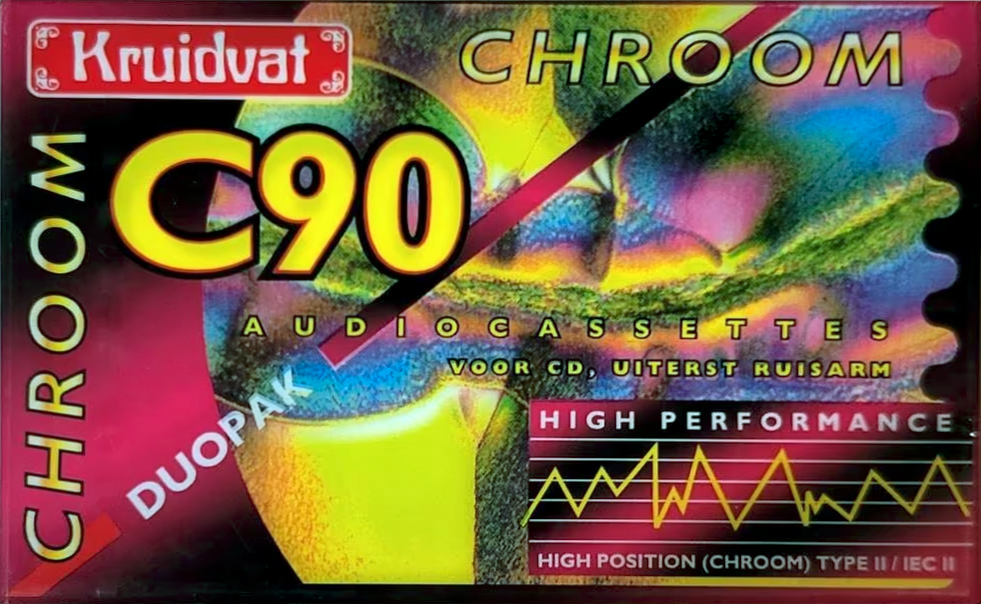 Kruidvat
CHROOM
CHROOM
C90
AUDIOCASSETTES
VOOR CD, UITERST RUISARM
DUOPAK
HIGH PERFORMANCE
HIGH POSITION (CHROOM) TYPE II / IEC II